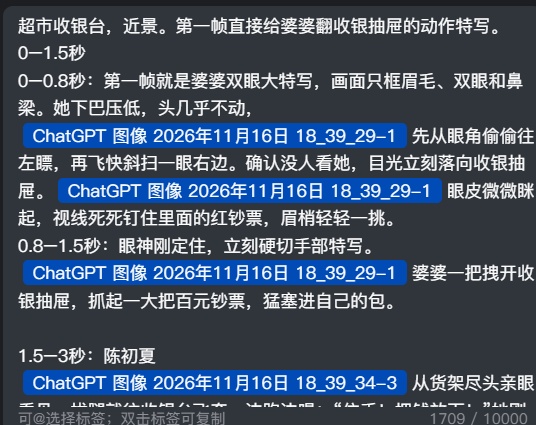 超市收银台，近景。第一帧直接给婆婆翻收银抽屉的动作特写。
0—1.5秒
0—0.8秒：第一帧就是婆婆双眼大特写，画面只框眉毛、双眼和鼻
梁。她下巴压低，头几乎不动，
ChatGPT 图像 2026年11月16日 18_39_29-1 先从眼角偷偷往
左瞟，再飞快斜扫一眼右边。确认没人看她，目光立刻落向收银抽
屉。 ChatGPT 图像 2026年11月16日 18_39_29-1 眼皮微微眯
起，视线死死钉住里面的红钞票，眉梢轻轻一挑。
0.8—1.5秒：眼神刚定住，立刻硬切手部特写。
ChatGPT 图像 2026年11月16日 18_39_29-1 婆婆一把拽开收
银抽屉，抓起一大把百元钞票，猛塞进自己的包。
1.5—3秒：陈初夏
ChatGPT 图像 2026年11月16日 18_39_34-3 从货架尽头亲眼
可@选择标签；双击标签可复制 1709 / 10000